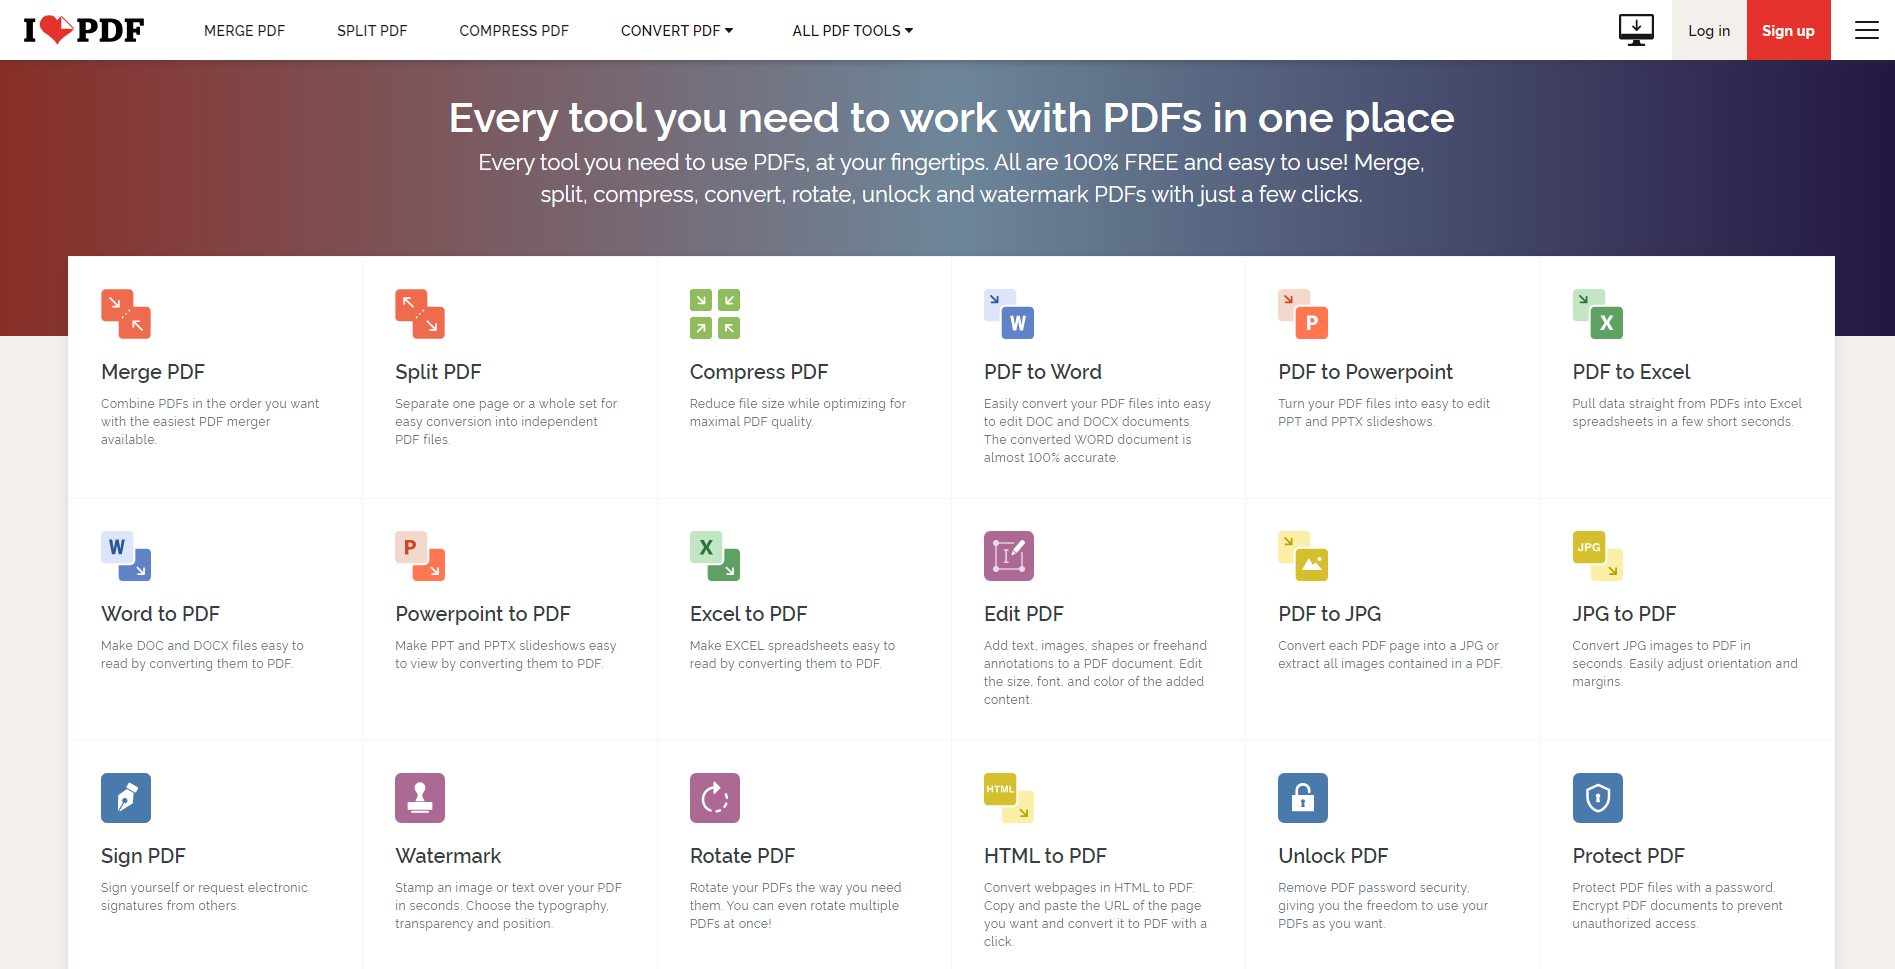 I PDF
MERGE PDF
SPLIT PDF
COMPRESS PDF
CONVERT PDF
ALL PDF TOOLS
Log in
Sign up
Every tool you need to work with PDFs in one place
Every tool you need to use PDFs, at your fingertips. All are 100% FREE and easy to use! Merge,
split, compress, convert, rotate, unlock and watermark PDFs with just a few clicks.
Merge PDF
Combine PDFs in the order you want
with the easiest PDF merger
available.
Split PDF
Separate one page or a whole set for
easy conversion into independent
PDF files.
Compress PDF
Reduce file size while optimizing for
maximal PDF quality.
W
PDF to Word
Easily convert your PDF files into easy
to edit DOC and DOCX documents.
The converted WORD document is
almost 100% accurate.
P
PDF to Powerpoint
Turn your PDF files into easy to edit
PPT and PPTX slideshows.
X
PDF to Excel
Pull data straight from PDFs into Excel
spreadsheets in a few short seconds.
W
Word to PDF
Make DOC and DOCX files easy to
read by converting them to PDF.
P
Powerpoint to PDF
Make PPT and PPTX slideshows easy
to view by converting them to PDF.
X
Excel to PDF
Make EXCEL spreadsheets easy to
read by converting them to PDF.
Edit PDF
Add text, images, shapes or freehand
annotations to a PDF document. Edit
the size, font, and color of the added
content.
PDF to JPG
Convert each PDF page into a JPG or
extract all images contained in a PDF.
JPG
JPG to PDF
Convert JPG images to PDF in
seconds. Easily adjust orientation and
margins.
Sign PDF
Sign yourself or request electronic
signatures from others.
Watermark
Stamp an image or text over your PDF
in seconds. Choose the typography,
transparency and position.
Rotate PDF
Rotate your PDFs the way you need
them. You can even rotate multiple
PDFs at once!
HTML
HTML to PDF
Convert webpages in HTML to PDF.
Copy and paste the URL of the page
you want and convert it to PDF with a
click.
Unlock PDF
Remove PDF password security,
giving you the freedom to use your
PDFs as you want.
Protect PDF
Protect PDF files with a password.
Encrypt PDF documents to prevent
unauthorized access.